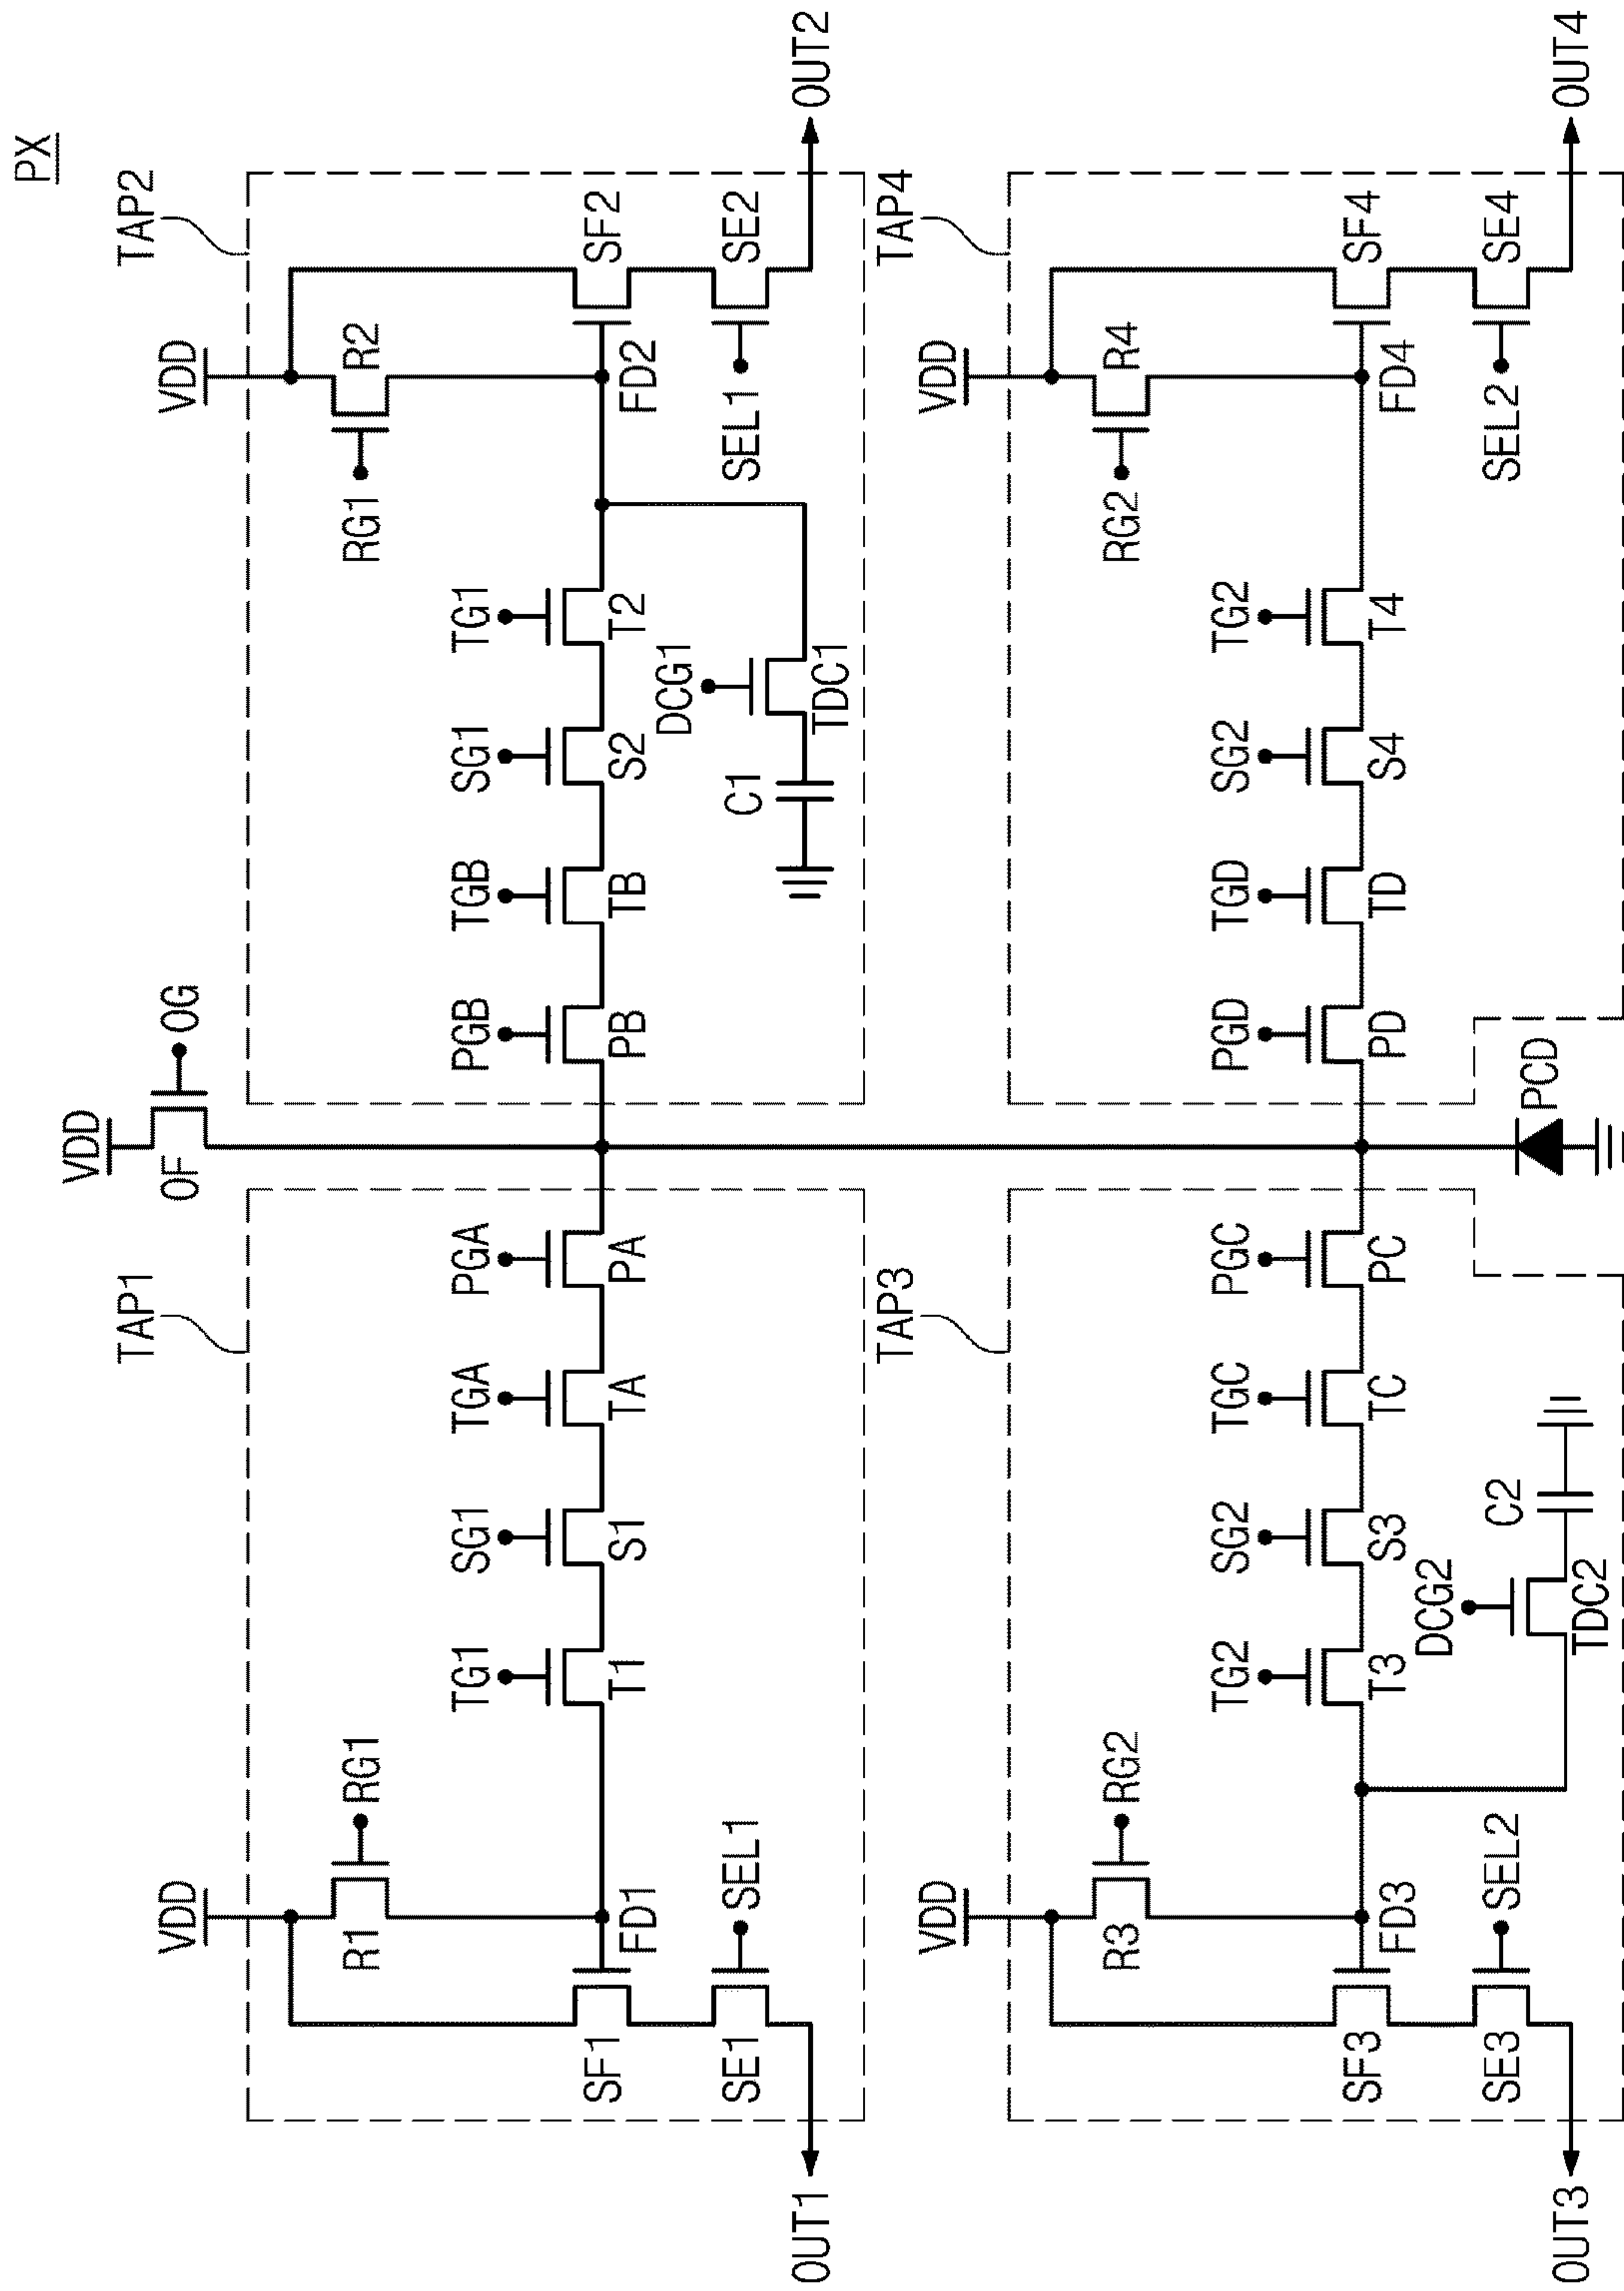 PX
VDD
OF
OG
TAP1
TAP2
VDD
R1
RG1
TG1
SG1
TGA
PGA
T1
S1
TA
PA
FD1
SF1
SE1
SEL1
OUT1
VDD
RG1
R2
PGB
TGB
SG1
TG1
PB
TB
S2
T2
FD2
SF2
DCG1
C1
TDC1
SEL1
SE2
OUT2
TAP3
TAP4
VDD
R3
RG2
TG2
SG2
TGC
PGC
T3
S3
TC
PC
FD3
SF3
SE3
SEL2
DCG2
C2
TDC2
OUT3
PCD
VDD
RG2
R4
PGD
TGD
SG2
TG2
PD
TD
S4
T4
FD4
SF4
SEL2
SE4
OUT4